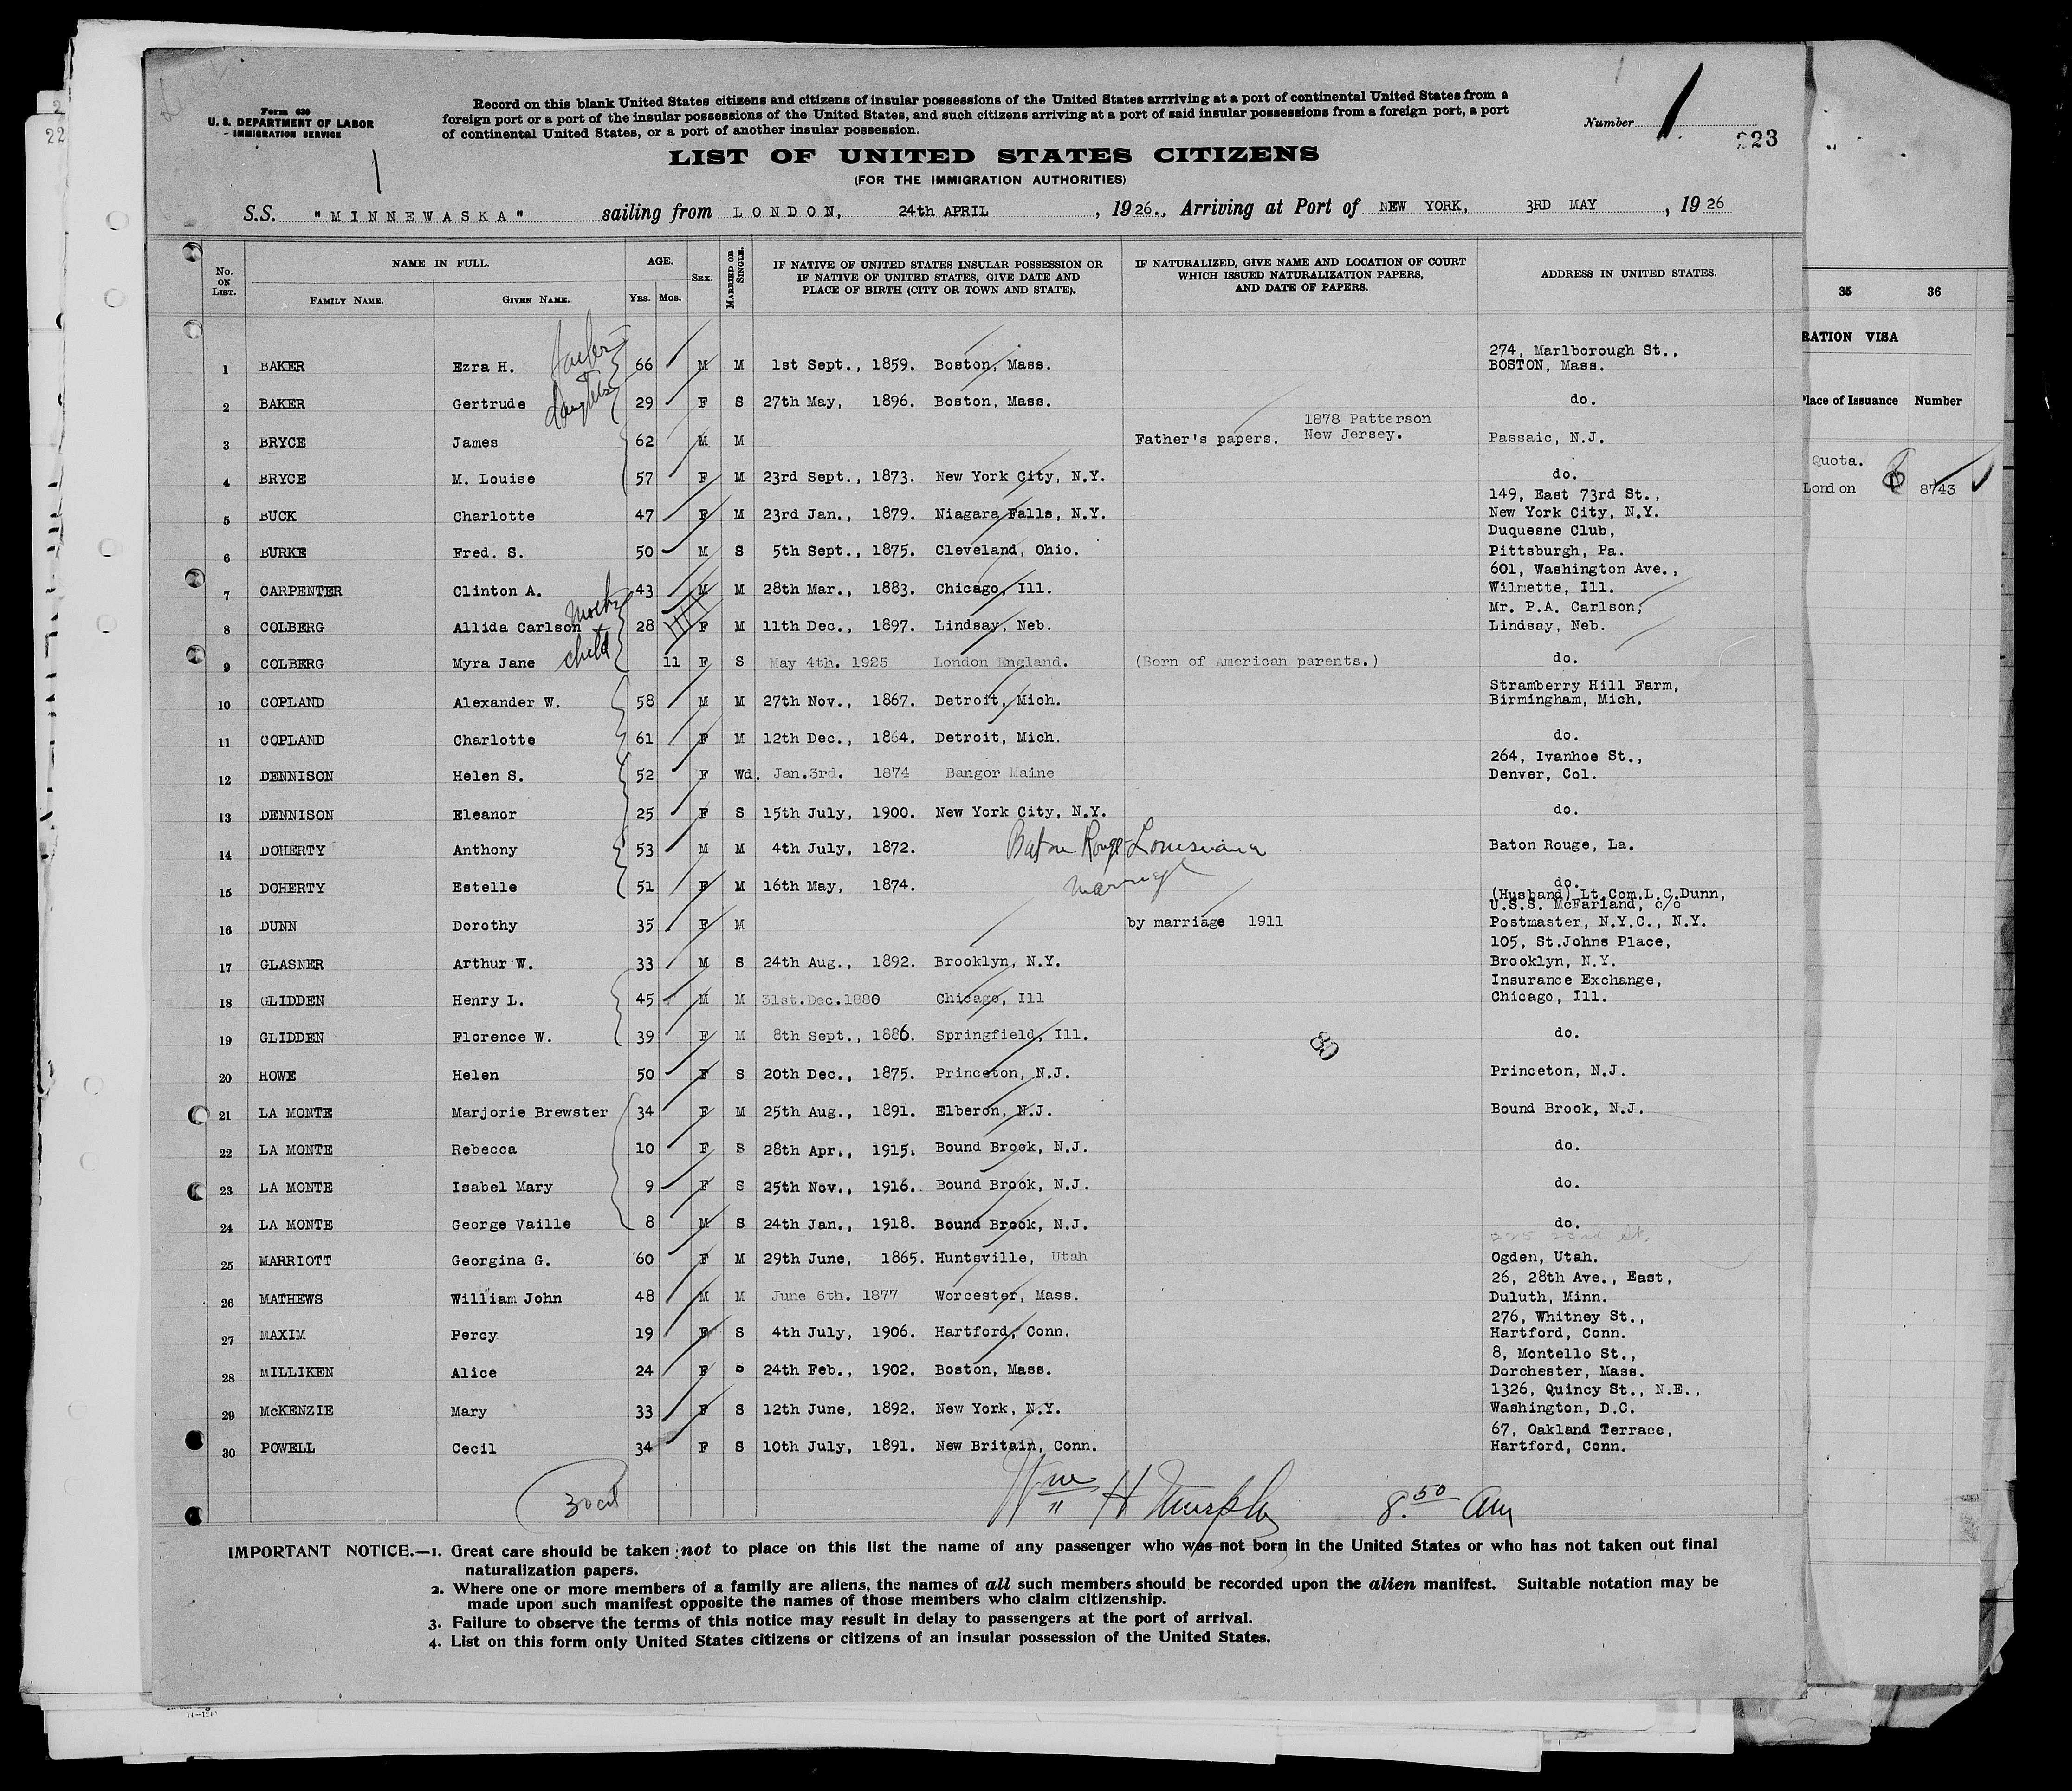 Form 630
U. S. DEPARTMENT OF LABOR
IMMIGRATION SERVICE
Record on this blank United States citizens and citizens of insular possessions of the United States arrriving at a port of continental United States from a
foreign port or a port of the insular possessions of the United States, and such citizens arriving at a port of said insular possessions from a foreign port, a port
of continental United States, or a port of another insular possession.
Number 1
223
1
LIST OF UNITED STATES CITIZENS
(FOR THE IMMIGRATION AUTHORITIES)
S.S. "MINNEWASKA" sailing from LONDON, 24th APRIL, 1926., Arriving at Port of NEW YORK, 3RD MAY, 1926
No. on List. NAME IN FULL. AGE. Sex. Married or Single. IF NATIVE OF UNITED STATES INSULAR POSSESSION OR IF NATIVE OF UNITED STATES, GIVE DATE AND PLACE OF BIRTH (CITY OR TOWN AND STATE). IF NATURALIZED, GIVE NAME AND LOCATION OF COURT WHICH ISSUED NATURALIZATION PAPERS, AND DATE OF PAPERS. ADDRESS IN UNITED STATES.
Family Name. Given Name. Yrs. Mos.
1 BAKER Ezra H. father 66 M M 1st Sept., 1859. Boston, Mass. 274, Marlborough St., BOSTON, Mass.
2 BAKER Gertrude daughter 29 F S 27th May, 1896. Boston, Mass. do.
3 BRYCE James 62 M M Father's papers. 1878 Patterson New Jersey. Passaic, N.J.
4 BRYCE M. Louise 57 F M 23rd Sept., 1873. New York City, N.Y. do.
5 BUCK Charlotte 47 F M 23rd Jan., 1879. Niagara Falls, N.Y. 149, East 73rd St., New York City, N.Y.
6 BURKE Fred. S. 50 M S 5th Sept., 1875. Cleveland, Ohio. Duquesne Club, Pittsburgh, Pa.
7 CARPENTER Clinton A. 43 M M 28th Mar., 1883. Chicago, Ill. 601, Washington Ave., Wilmette, Ill.
8 COLBERG Allida Carlson 28 F M 11th Dec., 1897. Lindsay, Neb. Mr. P.A. Carlson, Lindsay, Neb.
9 COLBERG Myra Jane child 11 F S May 4th. 1925 London England. (Born of American parents.) do.
10 COPLAND Alexander W. 58 M M 27th Nov., 1867. Detroit, Mich. Stramberry Hill Farm, Birmingham, Mich.
11 COPLAND Charlotte 61 F M 12th Dec., 1864. Detroit, Mich. do.
12 DENNISON Helen S. 52 F Wd. Jan.3rd. 1874 Bangor Maine 264, Ivanhoe St., Denver, Col.
13 DENNISON Eleanor 25 F S 15th July, 1900. New York City, N.Y. do.
14 DOHERTY Anthony 53 M M 4th July, 1872. Baton Rouge Louisiana Baton Rouge, La.
15 DOHERTY Estelle 51 F M 16th May, 1874. marriage do.
16 DUNN Dorothy 35 F M by marriage 1911 (Husband) Lt.Com.L.C.Dunn, U.S.S. McFarland, c/o Postmaster, N.Y.C., N.Y.
17 GLASNER Arthur W. 33 M S 24th Aug., 1892. Brooklyn, N.Y. 105, St.Johns Place, Brooklyn, N.Y.
18 GLIDDEN Henry L. 45 M M 31st.Dec.1880 Chicago, Ill Insurance Exchange, Chicago, Ill.
19 GLIDDEN Florence W. 39 F M 8th Sept., 1886. Springfield, Ill. do.
20 HOWE Helen 50 F S 20th Dec., 1875. Princeton, N.J. Princeton, N.J.
21 LA MONTE Marjorie Brewster 34 F M 25th Aug., 1891. Elberon, N.J. Bound Brook, N.J.
22 LA MONTE Rebecca 10 F S 28th Apr., 1915. Bound Brook, N.J. do.
23 LA MONTE Isabel Mary 9 F S 25th Nov., 1916. Bound Brook, N.J. do.
24 LA MONTE George Vaille 8 M S 24th Jan., 1918. Bound Brook, N.J. do.
25 MARRIOTT Georgina G. 60 F M 29th June, 1865. Huntsville, Utah 23rd St. Ogden, Utah.
26 MATHEWS William John 48 M M June 6th. 1877 Worcester, Mass. 26, 28th Ave., East, Duluth, Minn.
27 MAXIM Percy 19 F S 4th July, 1906. Hartford, Conn. 276, Whitney St., Hartford, Conn.
28 MILLIKEN Alice 24 F S 24th Feb., 1902. Boston, Mass. 8, Montello St., Dorchester, Mass.
29 McKENZIE Mary 33 F S 12th June, 1892. New York, N.Y. 1326, Quincy St., N.E., Washington, D.C.
30 POWELL Cecil 34 F S 10th July, 1891. New Britain, Conn. 67, Oakland Terrace, Hartford, Conn.
Wm H Murphy 8.50 Am
IMPORTANT NOTICE.—1. Great care should be taken not to place on this list the name of any passenger who was not born in the United States or who has not taken out final
naturalization papers.
2. Where one or more members of a family are aliens, the names of all such members should be recorded upon the alien manifest. Suitable notation may be
made upon such manifest opposite the names of those members who claim citizenship.
3. Failure to observe the terms of this notice may result in delay to passengers at the port of arrival.
4. List on this form only United States citizens or citizens of an insular possession of the United States.
35 36
RATION VISA
Place of Issuance Number
Quota.
London 8743